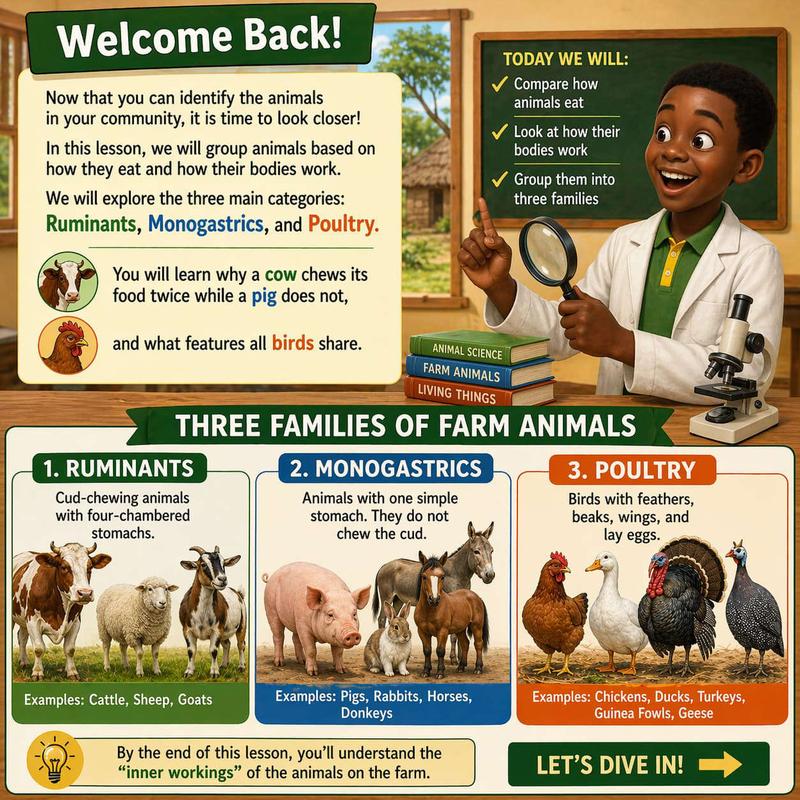 Welcome Back!
Now that you can identify the animals
in your community, it is time to look closer!
In this lesson, we will group animals based on
how they eat and how their bodies work.
We will explore the three main categories:
Ruminants, Monogastrics, and Poultry.
You will learn why a cow chews its
food twice while a pig does not,
and what features all birds share.
TODAY WE WILL:
✓ Compare how
animals eat
✓ Look at how their
bodies work
✓ Group them into
three families
ANIMAL SCIENCE
FARM ANIMALS
LIVING THINGS
THREE FAMILIES OF FARM ANIMALS
1. RUMINANTS
Cud-chewing animals
with four-chambered
stomachs.
Examples: Cattle, Sheep, Goats
2. MONOGASTRICS
Animals with one simple
stomach. They do not
chew the cud.
Examples: Pigs, Rabbits, Horses,
Donkeys
3. POULTRY
Birds with feathers,
beaks, wings, and
lay eggs.
Examples: Chickens, Ducks, Turkeys,
Guinea Fowls, Geese
By the end of this lesson, you'll understand the
“inner workings” of the animals on the farm.
LET'S DIVE IN!